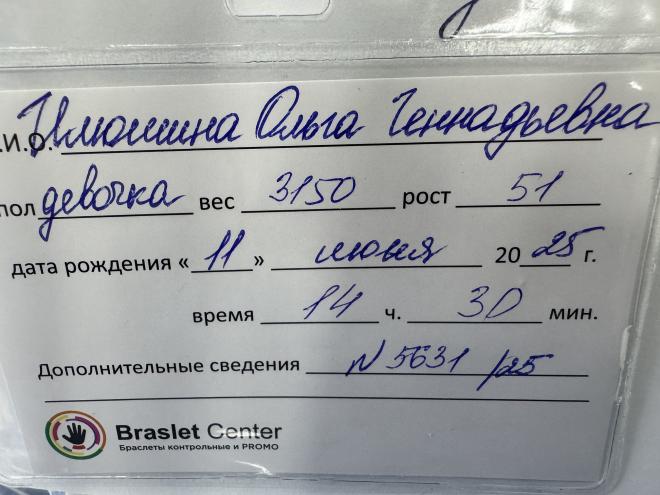 .И.О. Илюшина Ольга Геннадьевна
пол девочка вес 3150 рост 51
дата рождения «11» июня 2025 г.
время 14 ч. 30 мин.
Дополнительные сведения N 5631/25
Braslet Center
Браслеты контрольные и PROMO